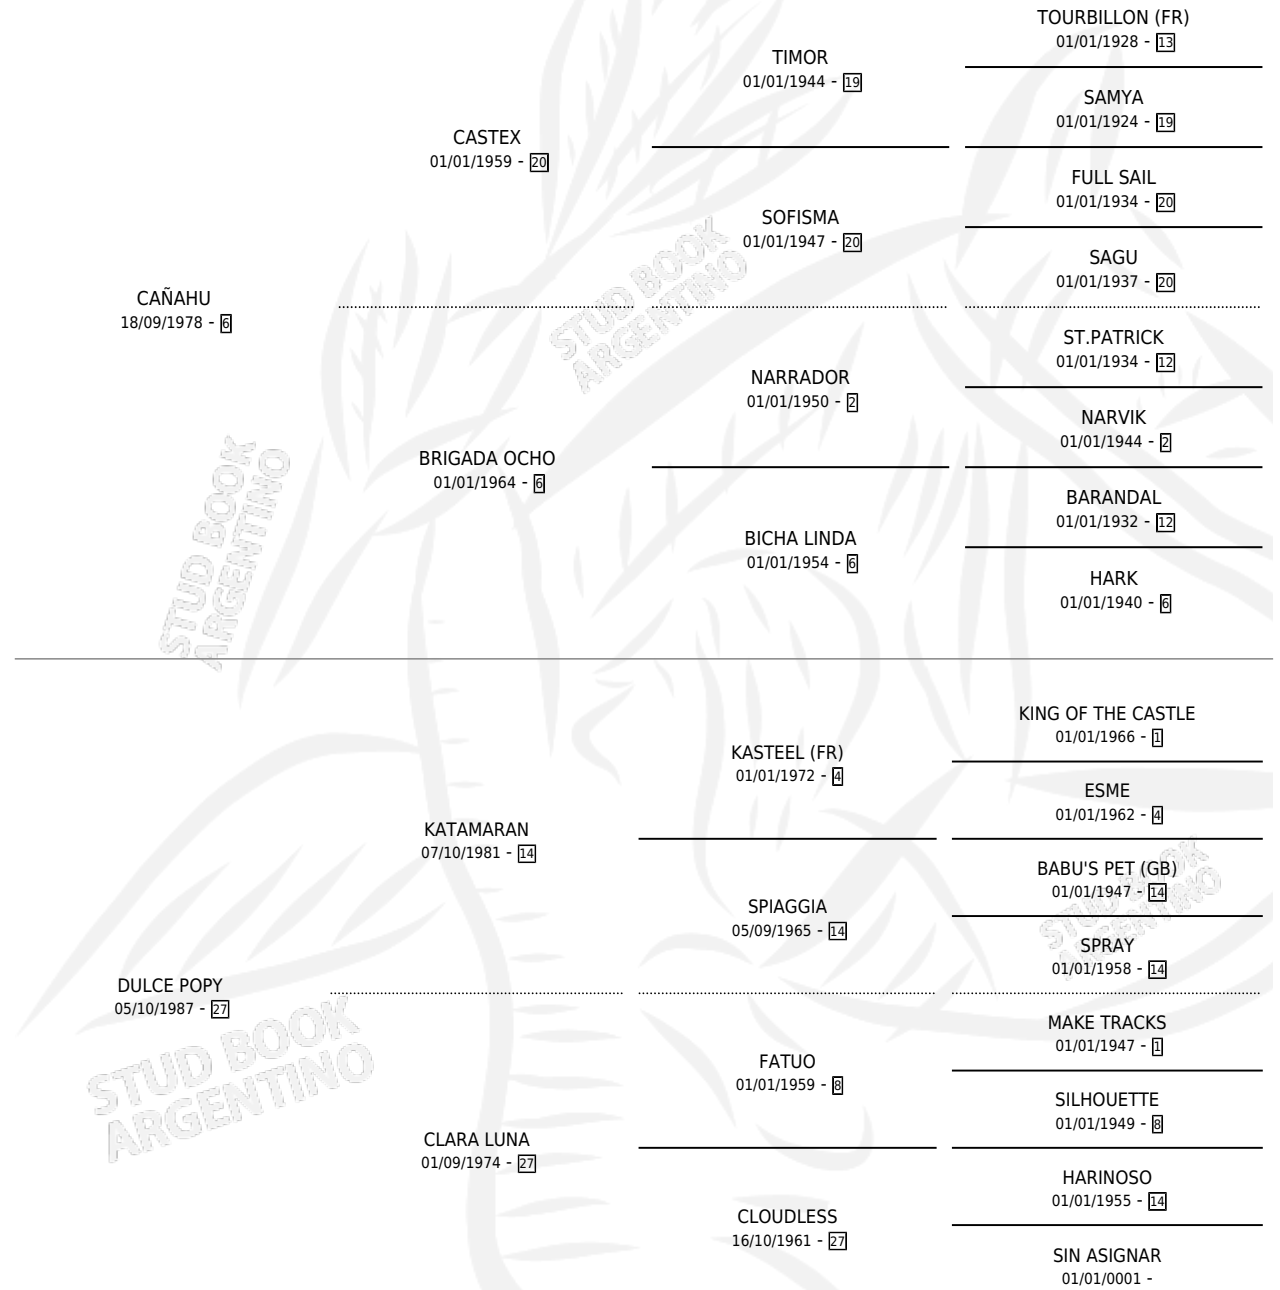 TOURBILLON (FR)
01/01/1928 - 13
TIMOR
01/01/1944 - 19
SAMYA
01/01/1924 - 19
CASTEX
01/01/1959 - 20
FULL SAIL
01/01/1934 - 20
SOFISMA
01/01/1947 - 20
SAGU
01/01/1937 - 20
CAÑAHU
18/09/1978 - 6
ST.PATRICK
01/01/1934 - 12
NARRADOR
01/01/1950 - 2
NARVIK
01/01/1944 - 2
BRIGADA OCHO
01/01/1964 - 6
BARANDAL
01/01/1932 - 12
BICHA LINDA
01/01/1954 - 6
HARK
01/01/1940 - 6
KING OF THE CASTLE
01/01/1966 - 1
KASTEEL (FR)
01/01/1972 - 4
ESME
01/01/1962 - 4
KATAMARAN
07/10/1981 - 14
BABU'S PET (GB)
01/01/1947 - 14
SPIAGGIA
05/09/1965 - 14
SPRAY
01/01/1958 - 14
DULCE POPY
05/10/1987 - 27
MAKE TRACKS
01/01/1947 - 1
FATUO
01/01/1959 - 8
SILHOUETTE
01/01/1949 - 8
CLARA LUNA
01/09/1974 - 27
HARINOSO
01/01/1955 - 14
CLOUDLESS
16/10/1961 - 27
SIN ASIGNAR
01/01/0001 -
STUD BOOK
ARGENTINO
STUD BOOK
ARGENTINO
STUD BOOK
ARGENTINO
STUD BOOK
ARGENTINO